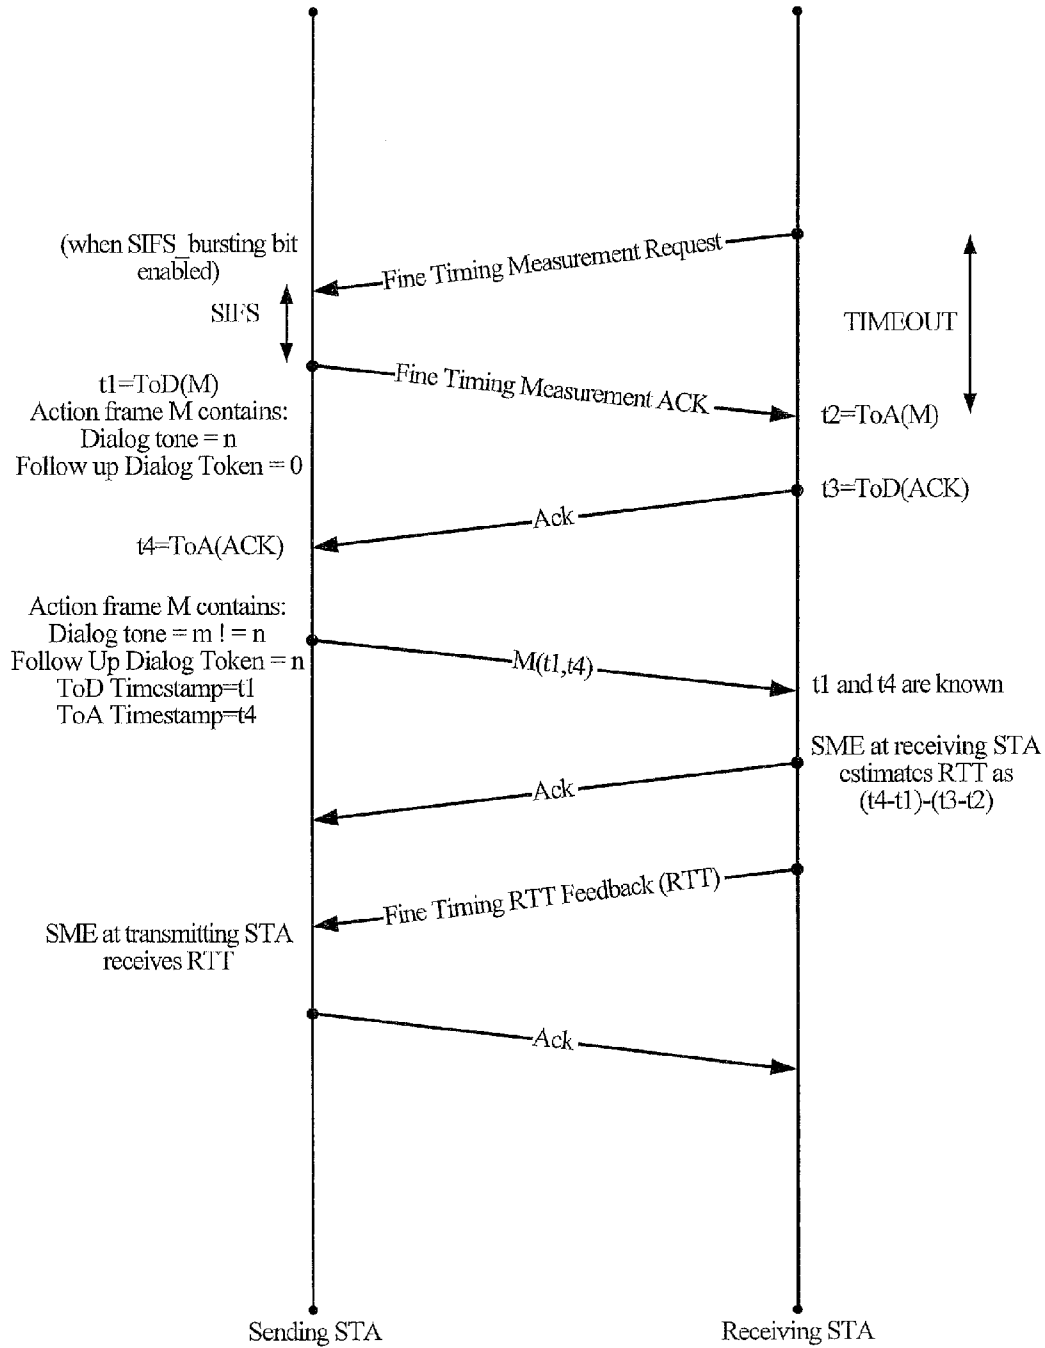 (when SIFS_bursting bit
enabled)
Fine Timing Measurement Request
SIFS
TIMEOUT
Fine Timing Measurement ACK
t1=ToD(M)
Action frame M contains:
Dialog tone = n
Follow up Dialog Token = 0
t2=ToA(M)
t3=ToD(ACK)
Ack
t4=ToA(ACK)
Action frame M contains:
Dialog tone = m ! = n
Follow Up Dialog Token = n
ToD Timestamp=t1
ToA Timestamp=t4
M(t1,t4)
t1 and t4 are known
SME at receiving STA
estimates RTT as
(t4-t1)-(t3-t2)
Ack
Fine Timing RTT Feedback (RTT)
SME at transmitting STA
receives RTT
Ack
Sending STA
Receiving STA